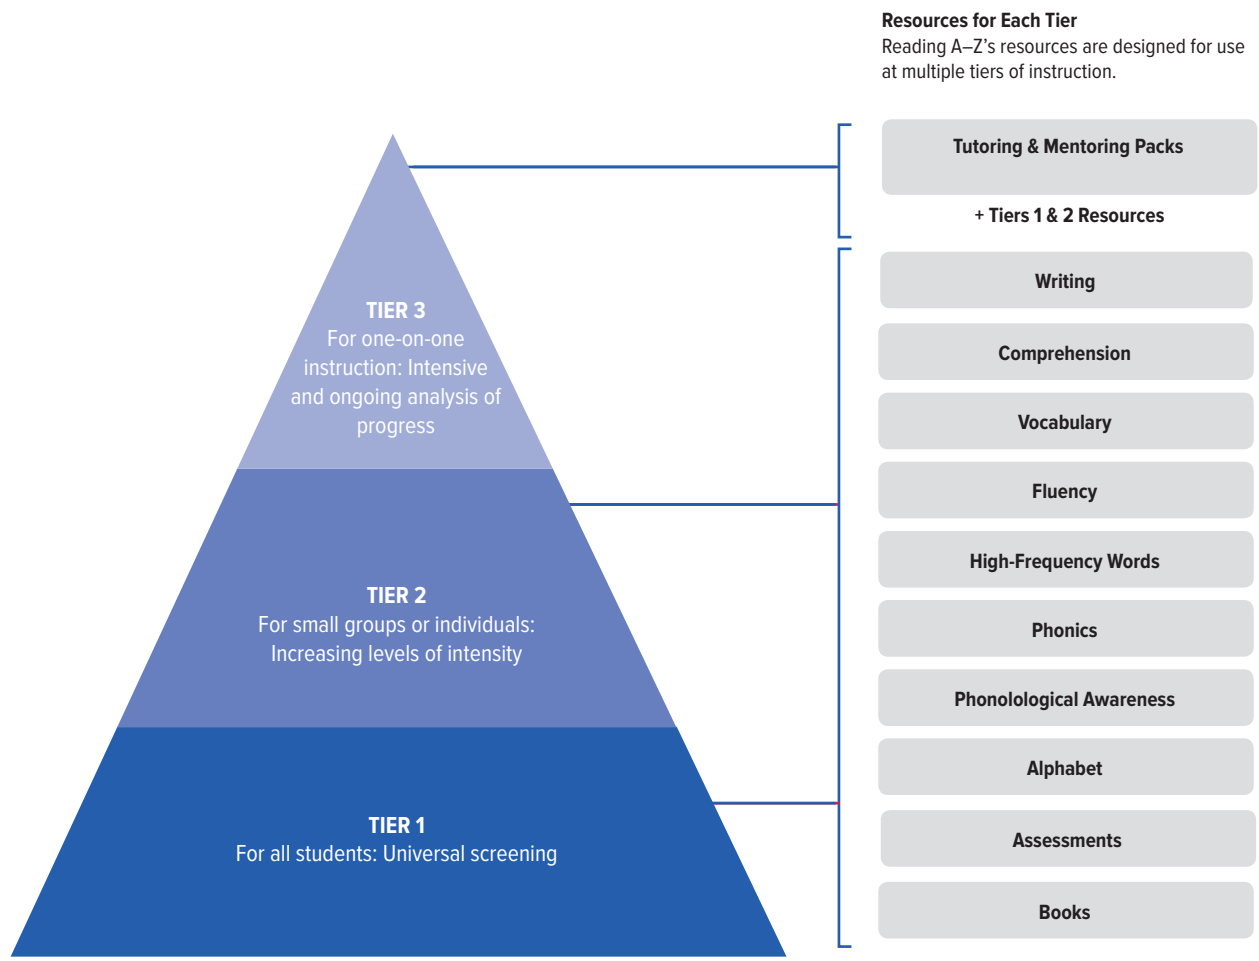 Resources for Each Tier
Reading A–Z's resources are designed for use
at multiple tiers of instruction.
Tutoring & Mentoring Packs
+ Tiers 1 & 2 Resources
Writing
Comprehension
Vocabulary
Fluency
High-Frequency Words
Phonics
Phonolological Awareness
Alphabet
Assessments
Books
TIER 3
For one-on-one
instruction: Intensive
and ongoing analysis of
progress
TIER 2
For small groups or individuals:
Increasing levels of intensity
TIER 1
For all students: Universal screening